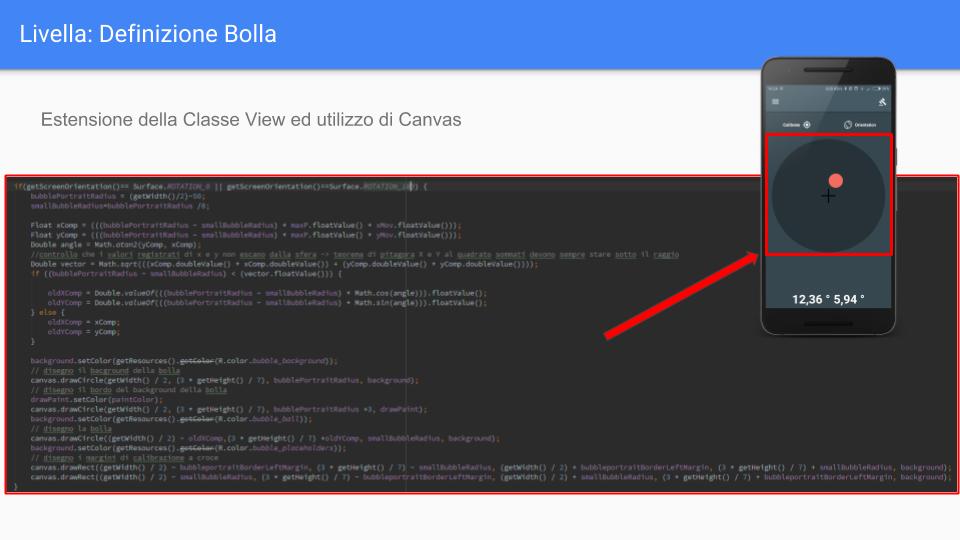 Livella: Definizione Bolla
Estensione della Classe View ed utilizzo di Canvas
Calibrate
Orientation
12,36 ° 5,94 °
if(getScreenOrientation()== Surface.ROTATION_0 || getScreenOrientation()==Surface.ROTATION_180) {
bubblePortraitRadius = (getWidth()/2)-50;
smallBubbleRadius=bubblePortraitRadius /8;
Float xComp = (((bubblePortraitRadius - smallBubbleRadius) * maxF.floatValue() * xMov.floatValue()));
Float yComp = (((bubblePortraitRadius - smallBubbleRadius) * maxF.floatValue() * yMov.floatValue()));
Double angle = Math.atan2(yComp, xComp);
//controllo che i valori registrati di x e y non escano dalla sfera -> teorema di pitagora X e Y al quadrato sommati devono sempre stare sotto il raggio
Double vector = Math.sqrt(((xComp.doubleValue() * xComp.doubleValue()) + (yComp.doubleValue() * yComp.doubleValue())));
if ((bubblePortraitRadius - smallBubbleRadius) < (vector.floatValue())) {
oldXComp = Double.valueOf(((bubblePortraitRadius - smallBubbleRadius) * Math.cos(angle))).floatValue();
oldYComp = Double.valueOf(((bubblePortraitRadius - smallBubbleRadius) * Math.sin(angle))).floatValue();
} else {
oldXComp = xComp;
oldYComp = yComp;
}
background.setColor(getResources().getColor(R.color.bubble_background));
// disegno il bacground della bolla
canvas.drawCircle(getWidth() / 2, (3 * getHeight() / 7), bubblePortraitRadius, background);
// disegno il bordo del background della bolla
drawPaint.setColor(paintColor);
canvas.drawCircle(getWidth() / 2, (3 * getHeight() / 7), bubblePortraitRadius +3, drawPaint);
background.setColor(getResources().getColor(R.color.bubble_ball));
// disegno la bolla
canvas.drawCircle((getWidth() / 2) - oldXComp,(3 * getHeight() / 7) +oldYComp, smallBubbleRadius, background);
background.setColor(getResources().getColor(R.color.bubble_placeholders));
// disegno i margini di calibrazione a croce
canvas.drawRect((getWidth() / 2) - bubbleportraitBorderLeftMargin, (3 * getHeight() / 7) - smallBubbleRadius, (getWidth() / 2) + bubbleportraitBorderLeftMargin, (3 * getHeight() / 7) + smallBubbleRadius, background);
canvas.drawRect((getWidth() / 2) - smallBubbleRadius, (3 * getHeight() / 7) - bubbleportraitBorderLeftMargin, (getWidth() / 2) + smallBubbleRadius, (3 * getHeight() / 7) + bubbleportraitBorderLeftMargin, background);
}